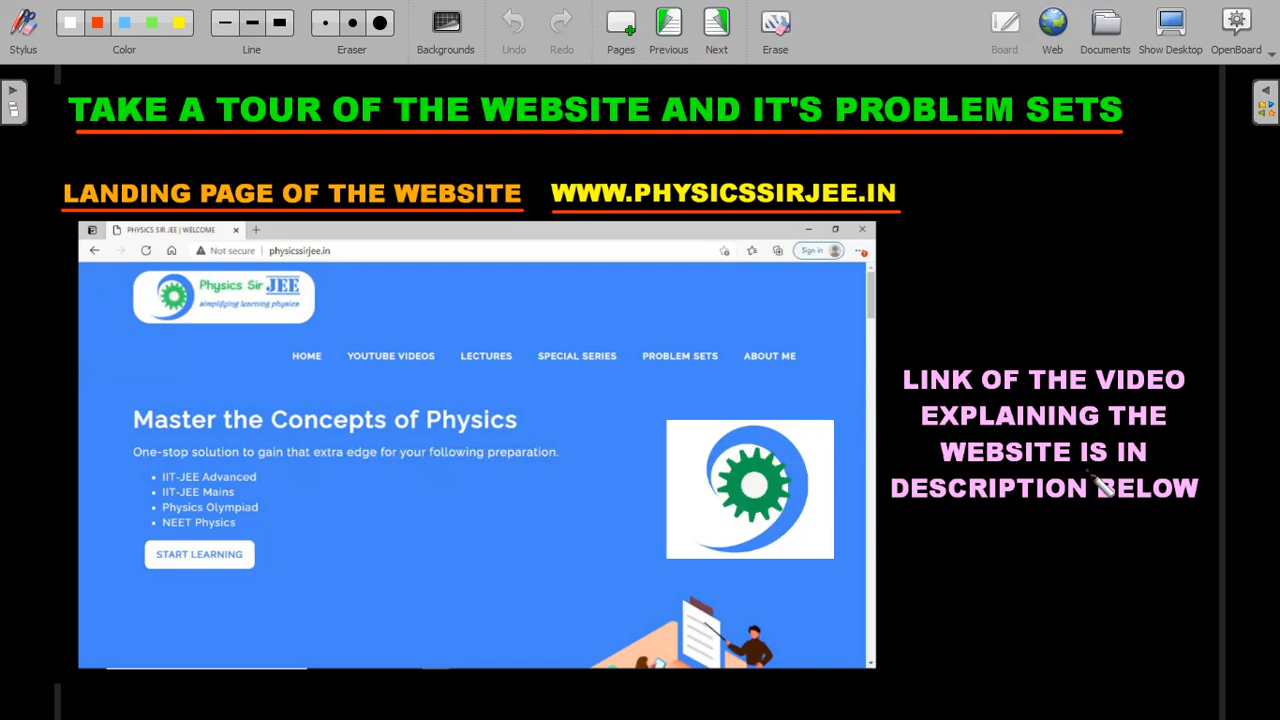 Stylus
Color
Line
Eraser
Backgrounds
Undo
Redo
Pages
Previous
Next
Erase
Board
Web
Documents
Show Desktop
OpenBoard
TAKE A TOUR OF THE WEBSITE AND IT'S PROBLEM SETS
LANDING PAGE OF THE WEBSITE WWW.PHYSICSSIRJEE.IN
PHYSICS SIR JEE | WELCOME
Not secure | physicssirjee.in
Sign in
Physics Sir JEE
simplifying learning physics
HOME YOUTUBE VIDEOS LECTURES SPECIAL SERIES PROBLEM SETS ABOUT ME
Master the Concepts of Physics
One-stop solution to gain that extra edge for your following preparation.
• IIT-JEE Advanced
• IIT-JEE Mains
• Physics Olympiad
• NEET Physics
START LEARNING
LINK OF THE VIDEO
EXPLAINING THE
WEBSITE IS IN
DESCRIPTION BELOW